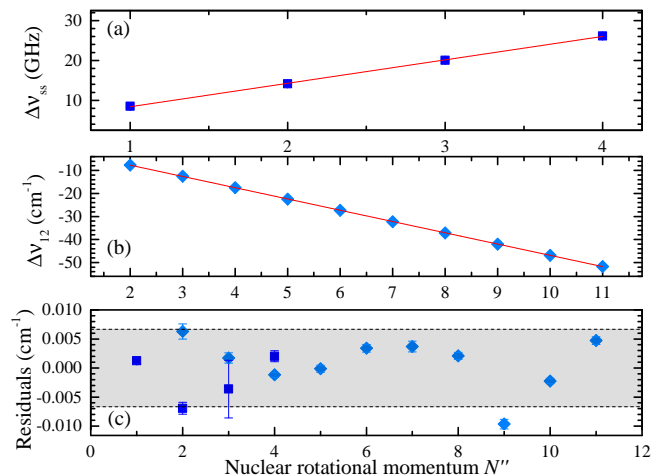 (a)
Δν_ss (GHz)
30
20
10
1 2 3 4
(b)
Δν_12 (cm⁻¹)
-10
-20
-30
-40
-50
2 3 4 5 6 7 8 9 10 11
(c)
Residuals (cm⁻¹)
0.010
0.005
0.000
-0.005
-0.010
0 2 4 6 8 10 12
Nuclear rotational momentum N''